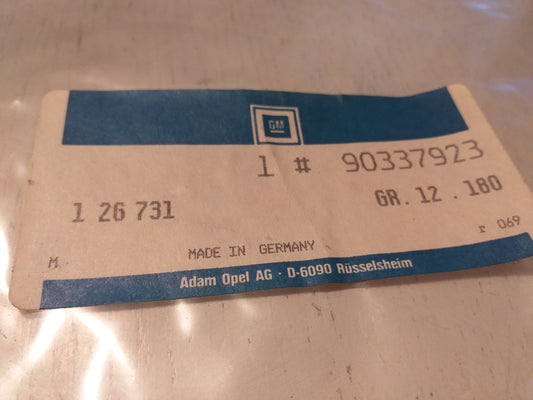 GM
1 # 90337923
1 26 731
GR. 12 . 180
MADE IN GERMANY
r 069
M.
Adam Opel AG · D-6090 Rüsselsheim